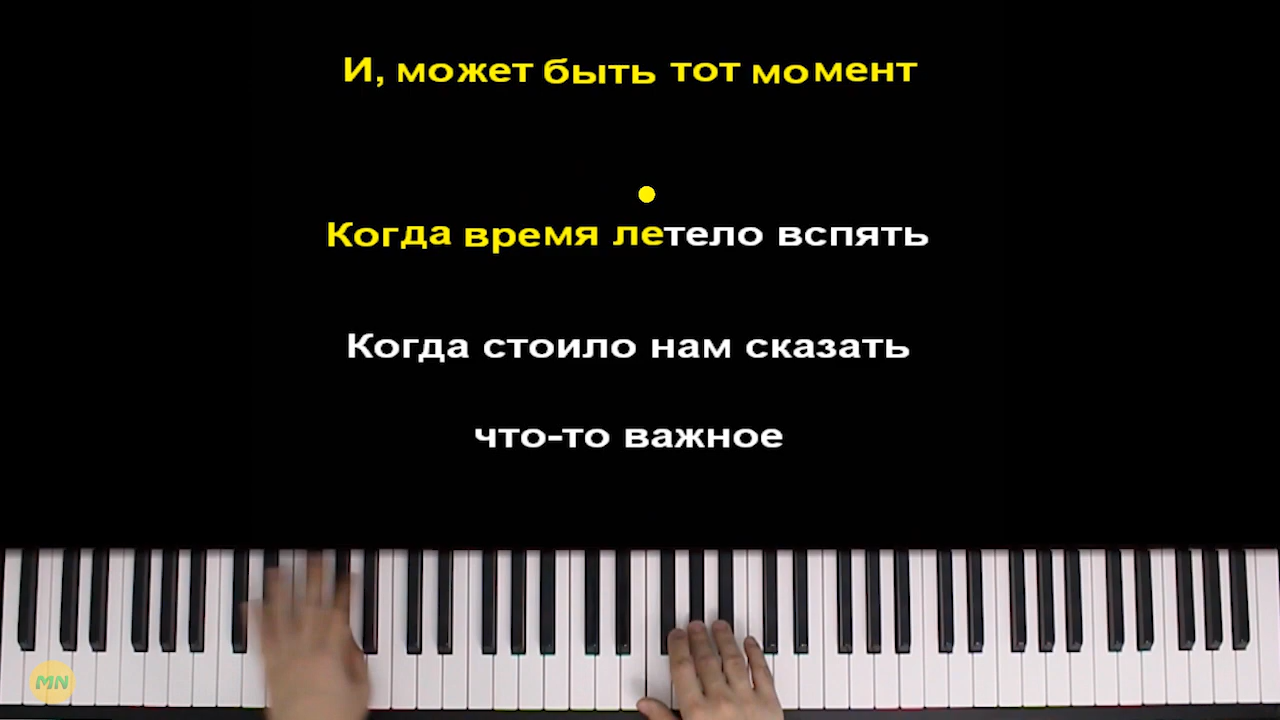 И, может быть тот момент
Когда время летело вспять
Когда стоило нам сказать
что-то важное
MN